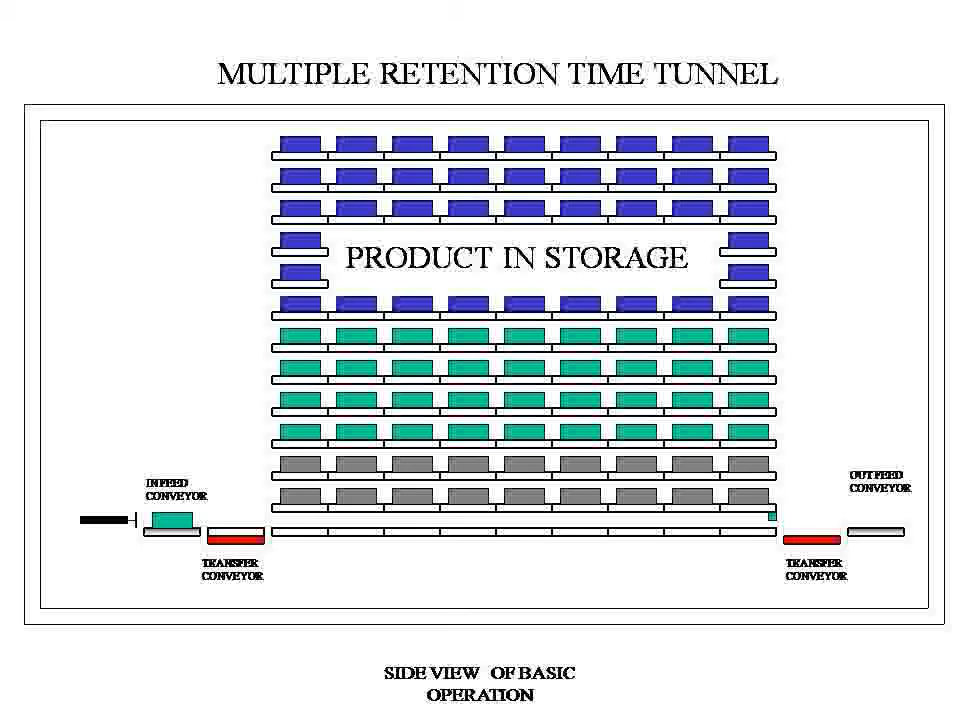 MULTIPLE RETENTION TIME TUNNEL
PRODUCT IN STORAGE
INFEED
CONVEYOR
OUTFEED
CONVEYOR
TRANSFER
CONVEYOR
TRANSFER
CONVEYOR
SIDE VIEW OF BASIC
OPERATION